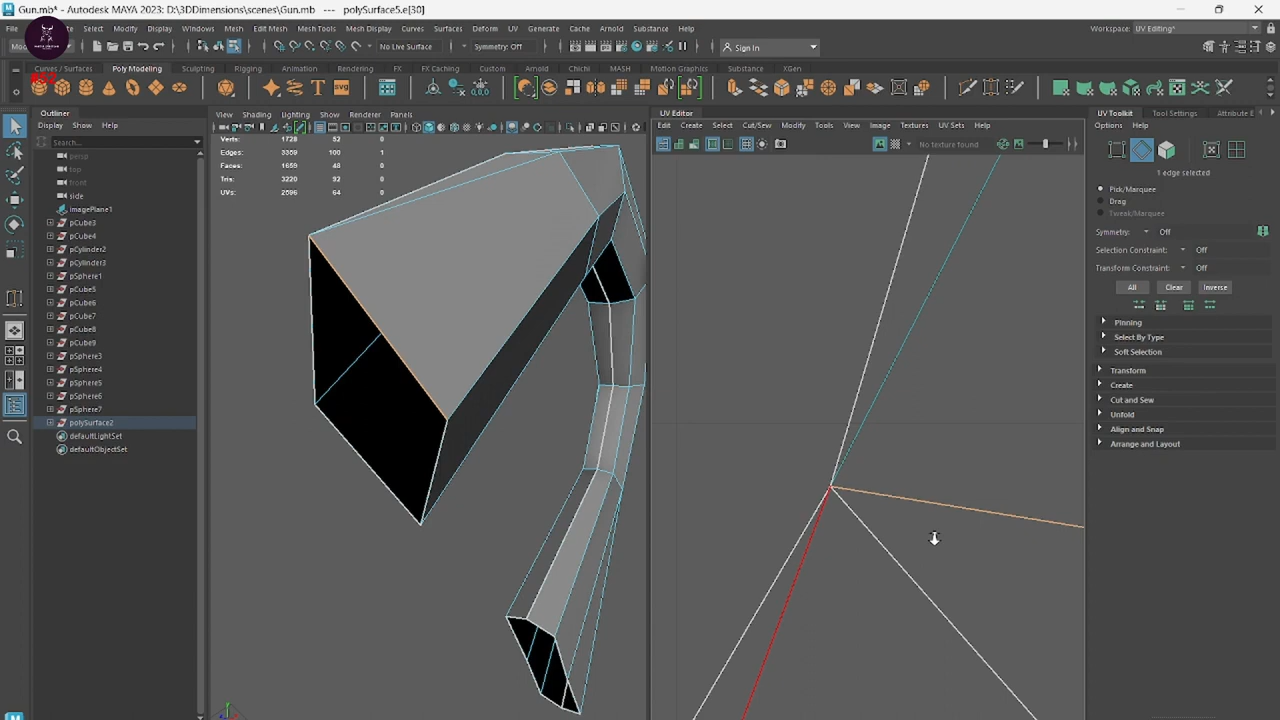 Gun.mb* - Autodesk MAYA 2023: D:\3DDimensions\scenes\Gun.mb --- polySurface5.e[30]
File Select Modify Display Windows Mesh Edit Mesh Mesh Tools Mesh Display Curves Surfaces Deform UV Generate Cache Arnold Substance Help Workspace: UV Editing*
No Live Surface Symmetry: Off Sign In
Curves / Surfaces Poly Modeling Sculpting Rigging Animation Rendering FX FX Caching Custom Arnold Chichi MASH Motion Graphics Substance XGen
Outliner
Display Show Help
Search...
persp
top
front
side
imagePlane1
pCube3
pCube4
pCylinder2
pCylinder3
pSphere1
pCube5
pCube6
pCube7
pCube8
pCube9
pSphere3
pSphere4
pSphere5
pSphere6
pSphere7
polySurface2
defaultLightSet
defaultObjectSet
View Shading Lighting Show Renderer Panels
Verts: 1728 52 0
Edges: 3359 100 1
Faces: 1659 48 0
Tris: 3220 92 0
UVs: 2596 64 0
UV Editor
Edit Create Select Cut/Sew Modify Tools View Image Textures UV Sets Help
No texture found
UV Toolkit Tool Settings Attribute E
Options Help
1 edge selected
Pick/Marquee
Drag
Tweak/Marquee
Symmetry: Off
Selection Constraint: Off
Transform Constraint: Off
All Clear Inverse
Pinning
Select By Type
Soft Selection
Transform
Create
Cut and Sew
Unfold
Align and Snap
Arrange and Layout